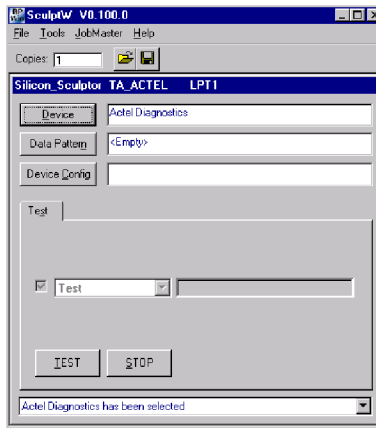 SculptW V0.100.0
File Tools JobMaster Help
Copies: 1
Silicon_Sculptor TA_ACTEL LPT1
Device Actel Diagnostics
Data Pattern <Empty>
Device Config
Test
Test
TEST STOP
Actel Diagnostics has been selected